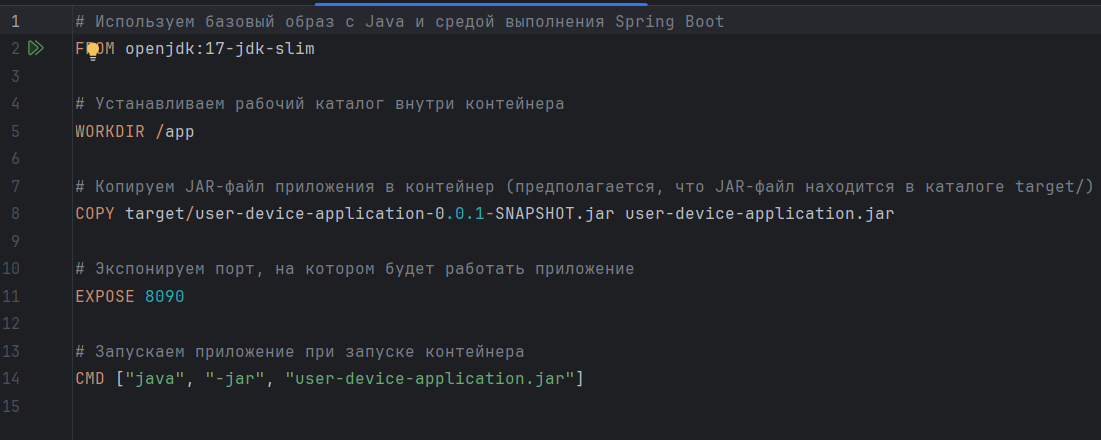 1 # Используем базовый образ с Java и средой выполнения Spring Boot
2 FROM openjdk:17-jdk-slim
3
4 # Устанавливаем рабочий каталог внутри контейнера
5 WORKDIR /app
6
7 # Копируем JAR-файл приложения в контейнер (предполагается, что JAR-файл находится в каталоге target/)
8 COPY target/user-device-application-0.0.1-SNAPSHOT.jar user-device-application.jar
9
10 # Экспонируем порт, на котором будет работать приложение
11 EXPOSE 8090
12
13 # Запускаем приложение при запуске контейнера
14 CMD ["java", "-jar", "user-device-application.jar"]
15